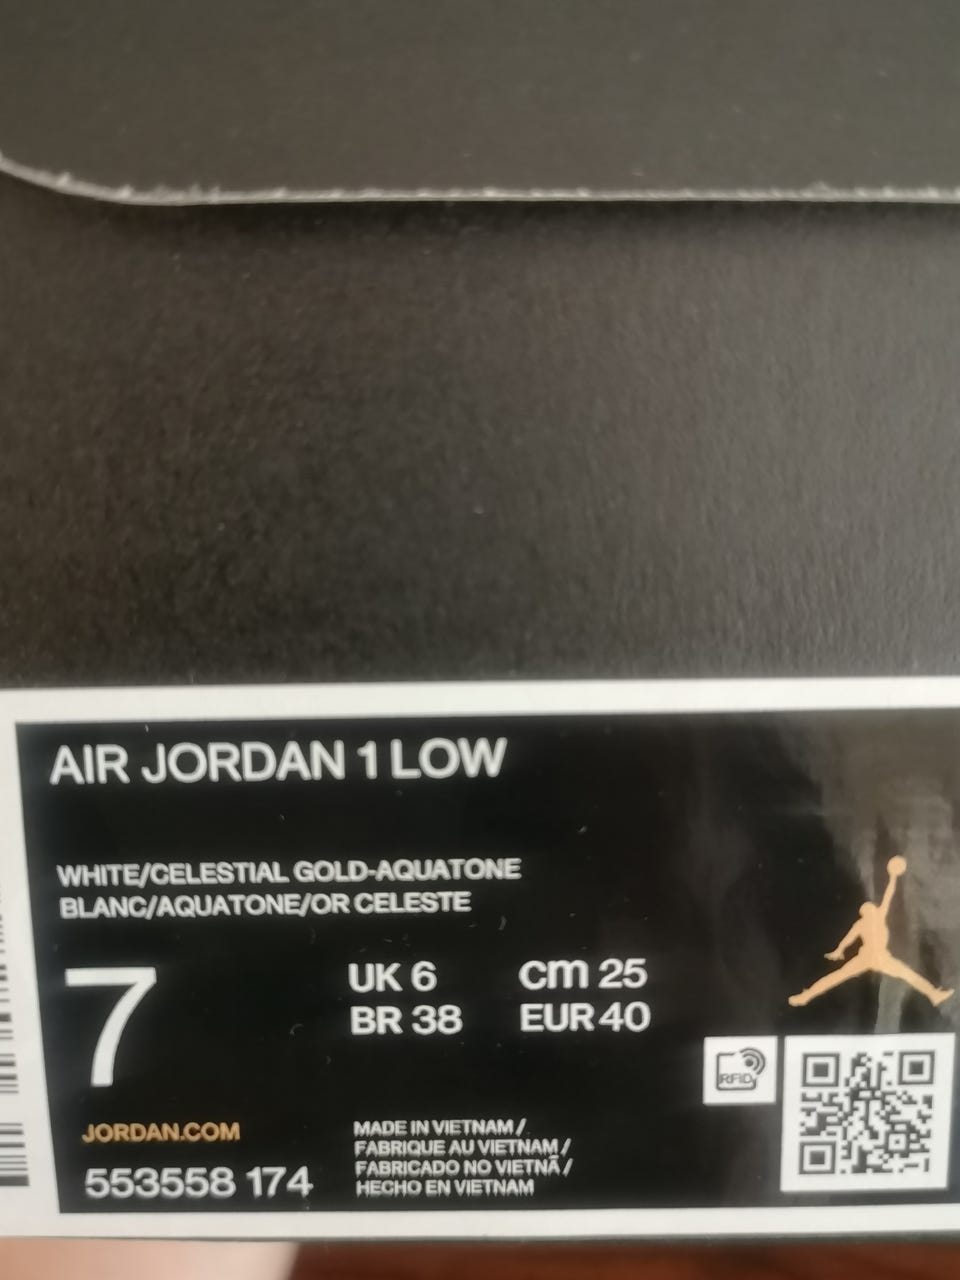 AIR JORDAN 1 LOW
WHITE/CELESTIAL GOLD-AQUATONE
BLANC/AQUATONE/OR CELESTE
7
UK 6
cm 25
BR 38
EUR 40
RFID
JORDAN.COM
553558 174
MADE IN VIETNAM /
FABRIQUE AU VIETNAM /
FABRICADO NO VIETNÃ /
HECHO EN VIETNAM